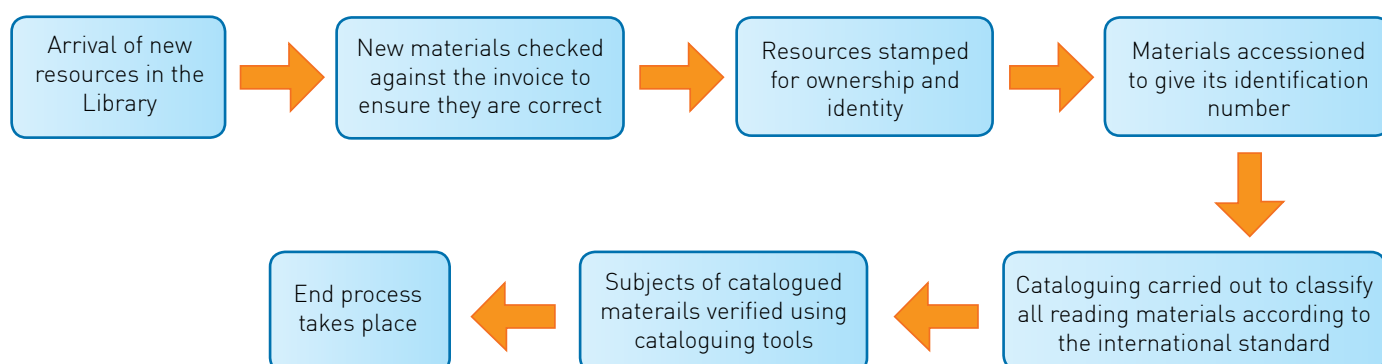 Arrival of new
resources in the
Library
New materials checked
against the invoice to
ensure they are correct
Resources stamped
for ownership and
identity
Materials accessioned
to give its identification
number
Cataloguing carried out to classify
all reading materials according to
the international standard
Subjects of catalogued
materails verified using
cataloguing tools
End process
takes place